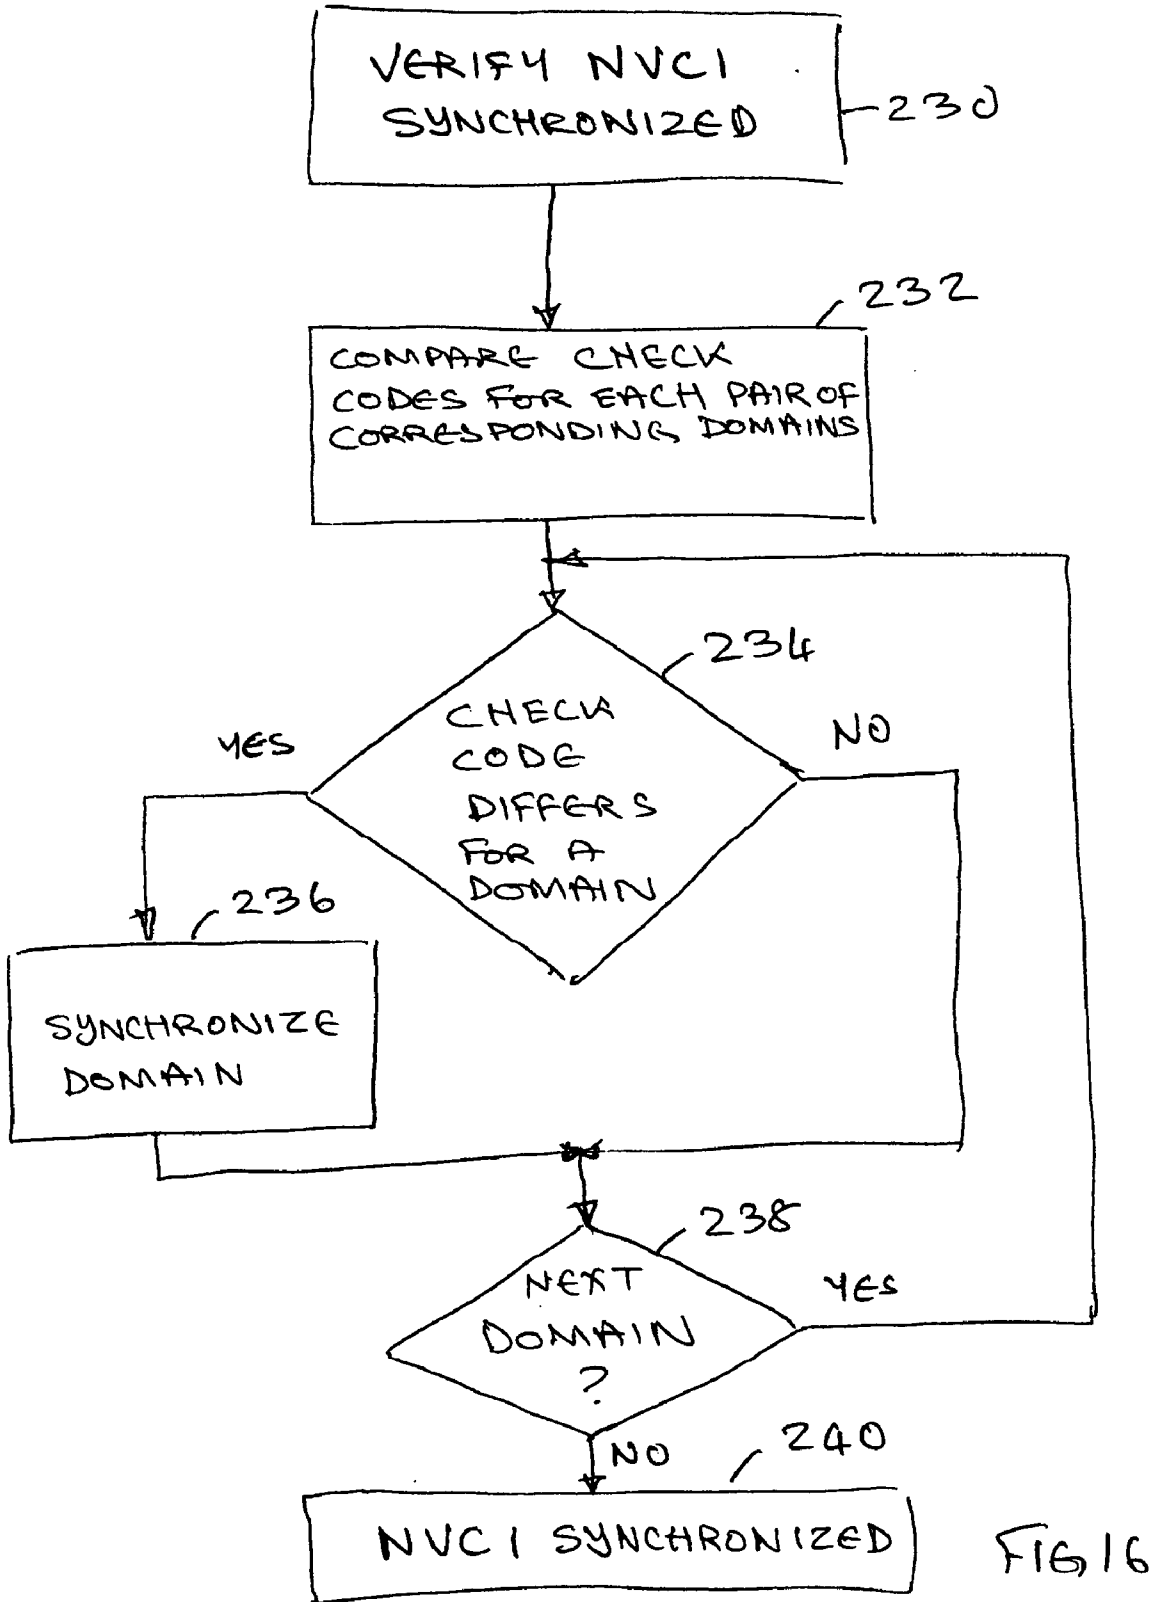 VERIFY NVCI
SYNCHRONIZED
230
232
COMPARE CHECK
CODES FOR EACH PAIR OF
CORRESPONDING DOMAINS
234
YES
NO
CHECK
CODE
DIFFERS
FOR A
DOMAIN
236
SYNCHRONIZE
DOMAIN
238
NEXT
DOMAIN
?
YES
NO
240
NVCI SYNCHRONIZED
FIG 16